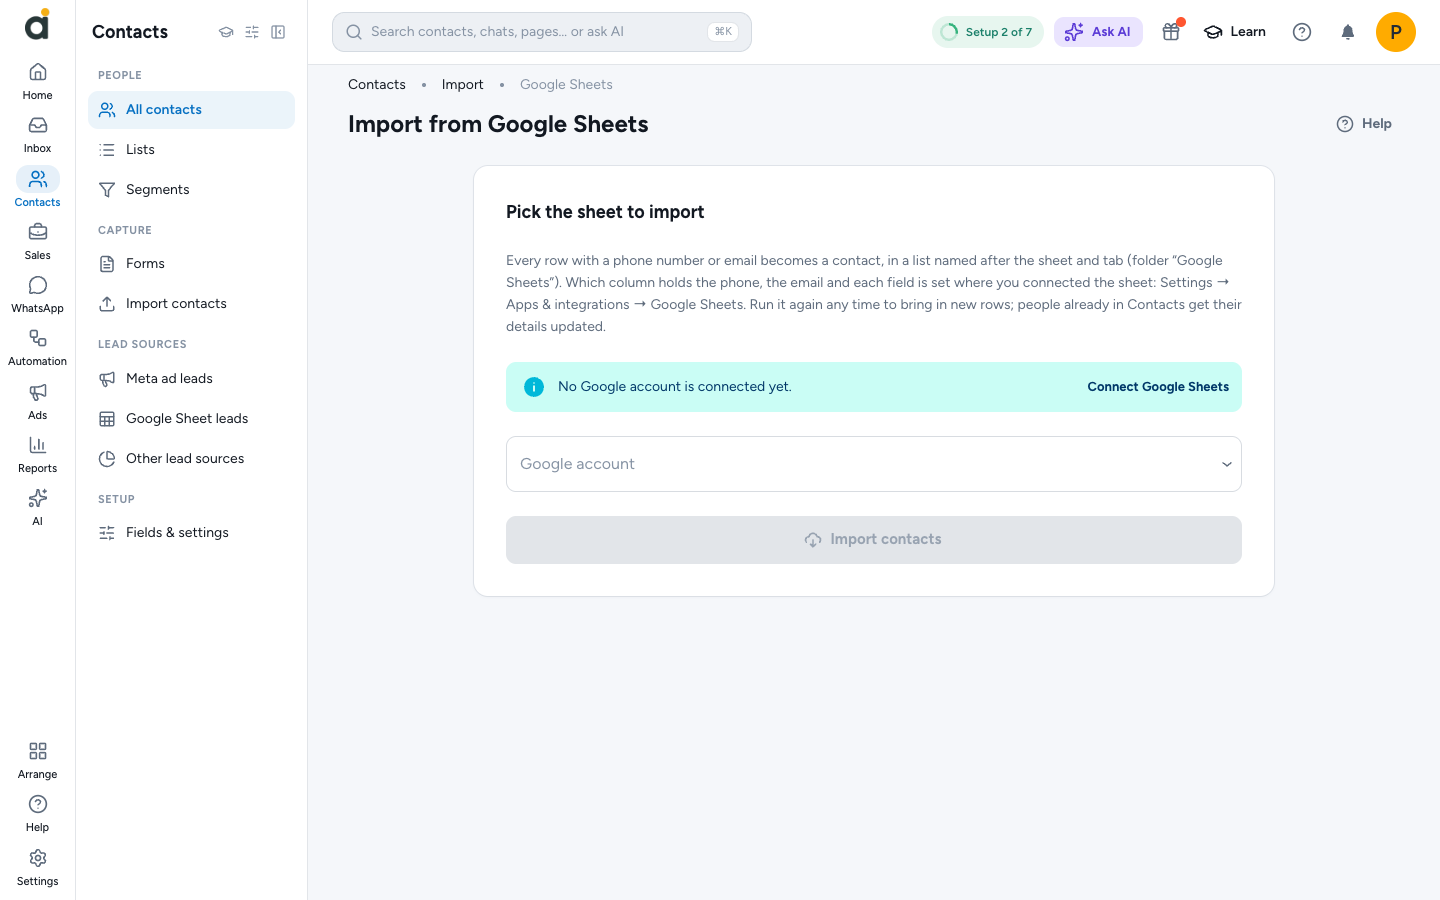 Contacts
Search contacts, chats, pages... or ask AI
⌘K
Setup 2 of 7
Ask AI
Learn
P
Home
Inbox
Contacts
Sales
WhatsApp
Automation
Ads
Reports
AI
Arrange
Help
Settings
PEOPLE
All contacts
Lists
Segments
CAPTURE
Forms
Import contacts
LEAD SOURCES
Meta ad leads
Google Sheet leads
Other lead sources
SETUP
Fields & settings
Contacts • Import • Google Sheets
Import from Google Sheets
Help
Pick the sheet to import
Every row with a phone number or email becomes a contact, in a list named after the sheet and tab (folder “Google
Sheets”). Which column holds the phone, the email and each field is set where you connected the sheet: Settings →
Apps & integrations → Google Sheets. Run it again any time to bring in new rows; people already in Contacts get their
details updated.
No Google account is connected yet.
Connect Google Sheets
Google account
Import contacts